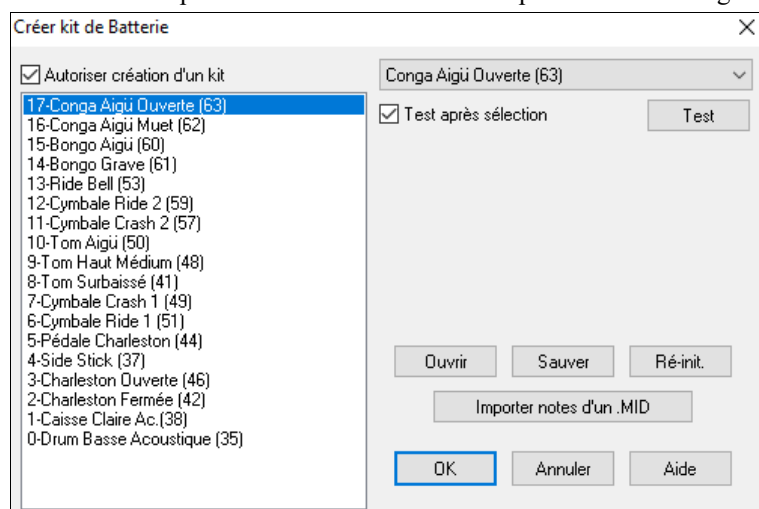 Créer kit de Batterie
Autoriser création d'un kit
17-Conga Aigü Ouverte (63)
16-Conga Aigü Muet (62)
15-Bongo Aigü (60)
14-Bongo Grave (61)
13-Ride Bell (53)
12-Cymbale Ride 2 (59)
11-Cymbale Crash 2 (57)
10-Tom Aigü (50)
9-Tom Haut Médium (48)
8-Tom Surbaissé (41)
7-Cymbale Crash 1 (49)
6-Cymbale Ride 1 (51)
5-Pédale Charleston (44)
4-Side Stick (37)
3-Charleston Ouverte (46)
2-Charleston Fermée (42)
1-Caisse Claire Ac.(38)
0-Drum Basse Acoustique (35)
Conga Aigü Ouverte (63)
Test après sélection
Test
Ouvrir Sauver Ré-init.
Importer notes d'un .MID
OK Annuler Aide